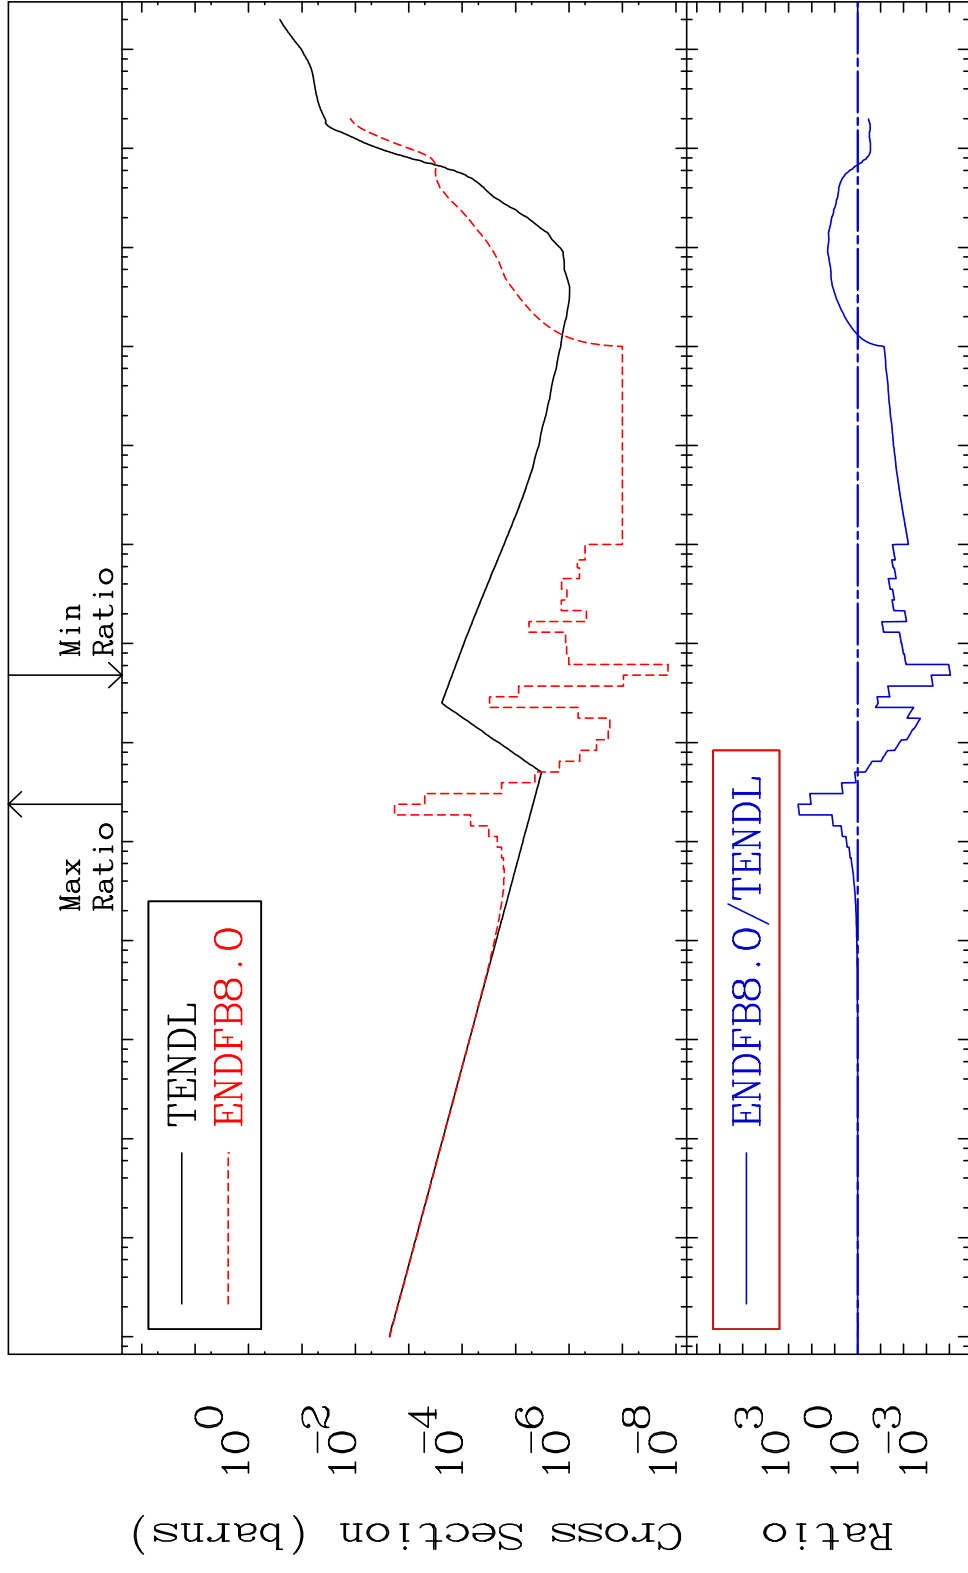 Max
Ratio
Min
Ratio
TENDL
ENDFB8.0
10 0
10 -2
10 -4
10 -6
10 -8
Cross Section (barns)
ENDFB8.0/TENDL
10 3
10 0
10 -3
Ratio